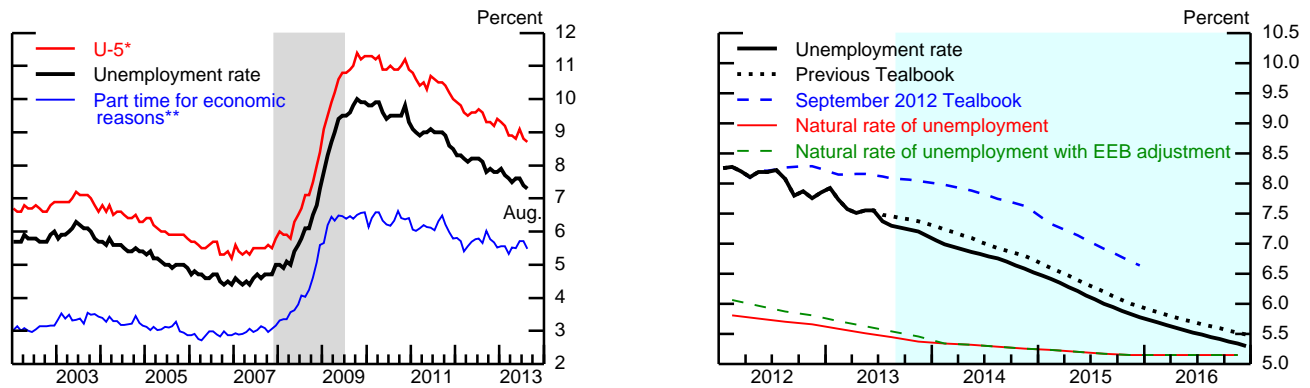 Percent
U-5*
Unemployment rate
Part time for economic
reasons**
12
11
10
9
8
7
6
5
4
3
2
Aug.
2003
2005
2007
2009
2011
2013
Percent
Unemployment rate
Previous Tealbook
September 2012 Tealbook
Natural rate of unemployment
Natural rate of unemployment with EEB adjustment
10.5
10.0
9.5
9.0
8.5
8.0
7.5
7.0
6.5
6.0
5.5
5.0
2012
2013
2014
2015
2016